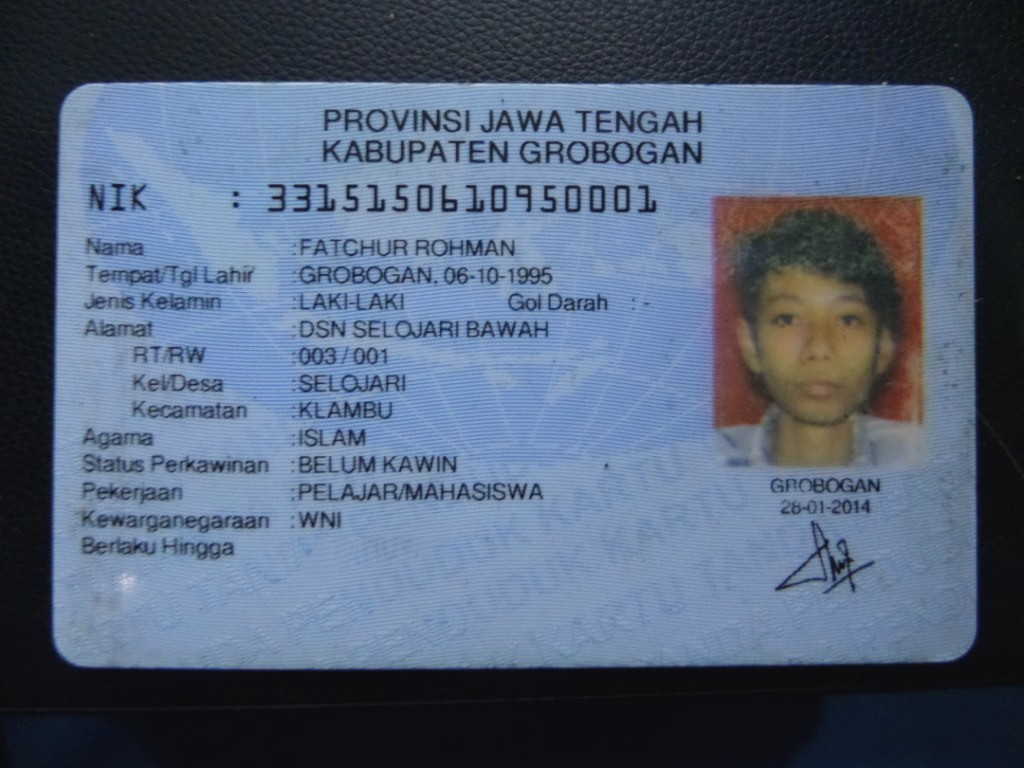 PROVINSI JAWA TENGAH
KABUPATEN GROBOGAN
NIK : 3315150610950001
Nama :FATCHUR ROHMAN
Tempat/Tgl Lahir :GROBOGAN, 06-10-1995
Jenis Kelamin :LAKI-LAKI Gol Darah :-
Alamat :DSN SELOJARI BAWAH
RT/RW :003 / 001
Kel/Desa :SELOJARI
Kecamatan :KLAMBU
Agama :ISLAM
Status Perkawinan :BELUM KAWIN
Pekerjaan :PELAJAR/MAHASISWA
Kewarganegaraan :WNI
Berlaku Hingga
GROBOGAN
28-01-2014